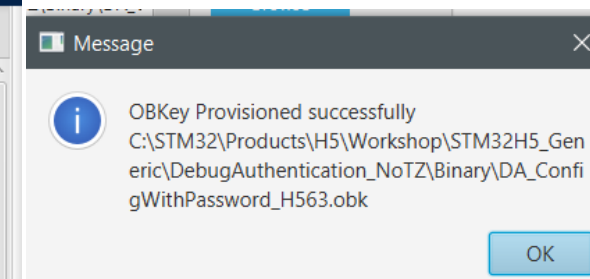 Message
OBKey Provisioned successfully
C:\STM32\Products\H5\Workshop\STM32H5_Gen
eric\DebugAuthentication_NoTZ\Binary\DA_Confi
gWithPassword_H563.obk
OK